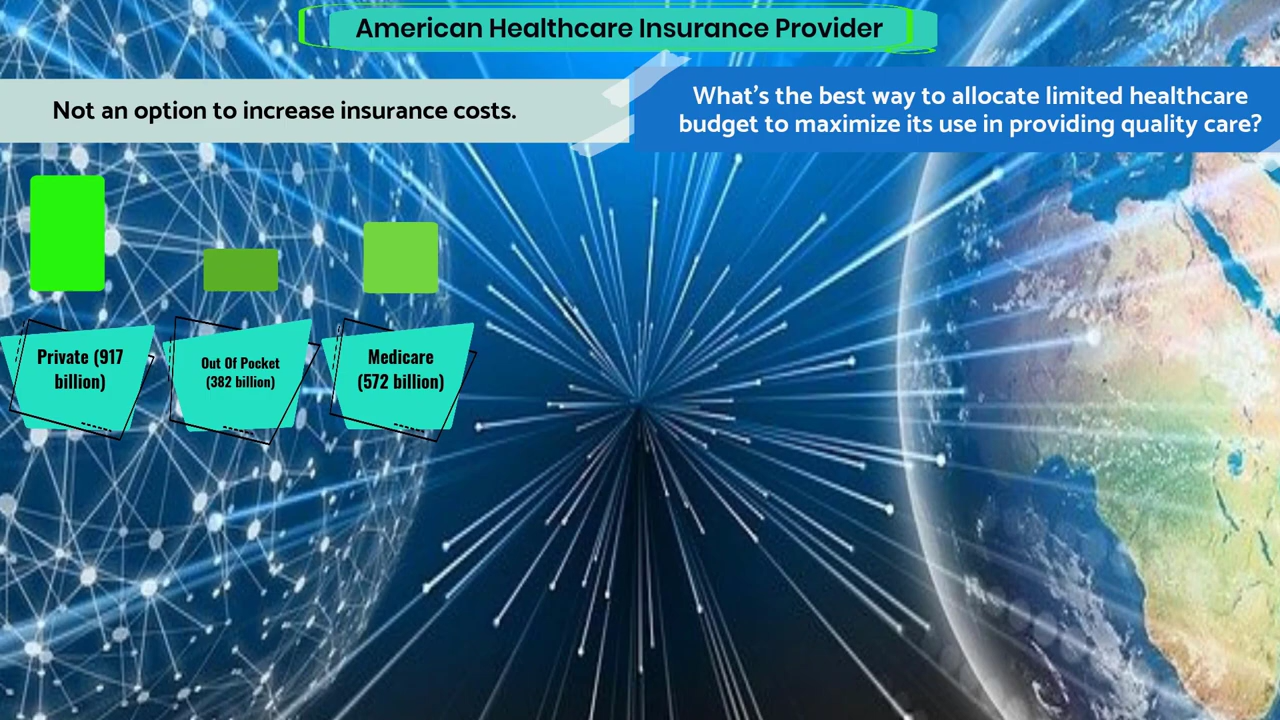 American Healthcare Insurance Provider
Not an option to increase insurance costs.
What's the best way to allocate limited healthcare
budget to maximize its use in providing quality care?
Private (917
billion)
Out Of Pocket
(382 billion)
Medicare
(572 billion)